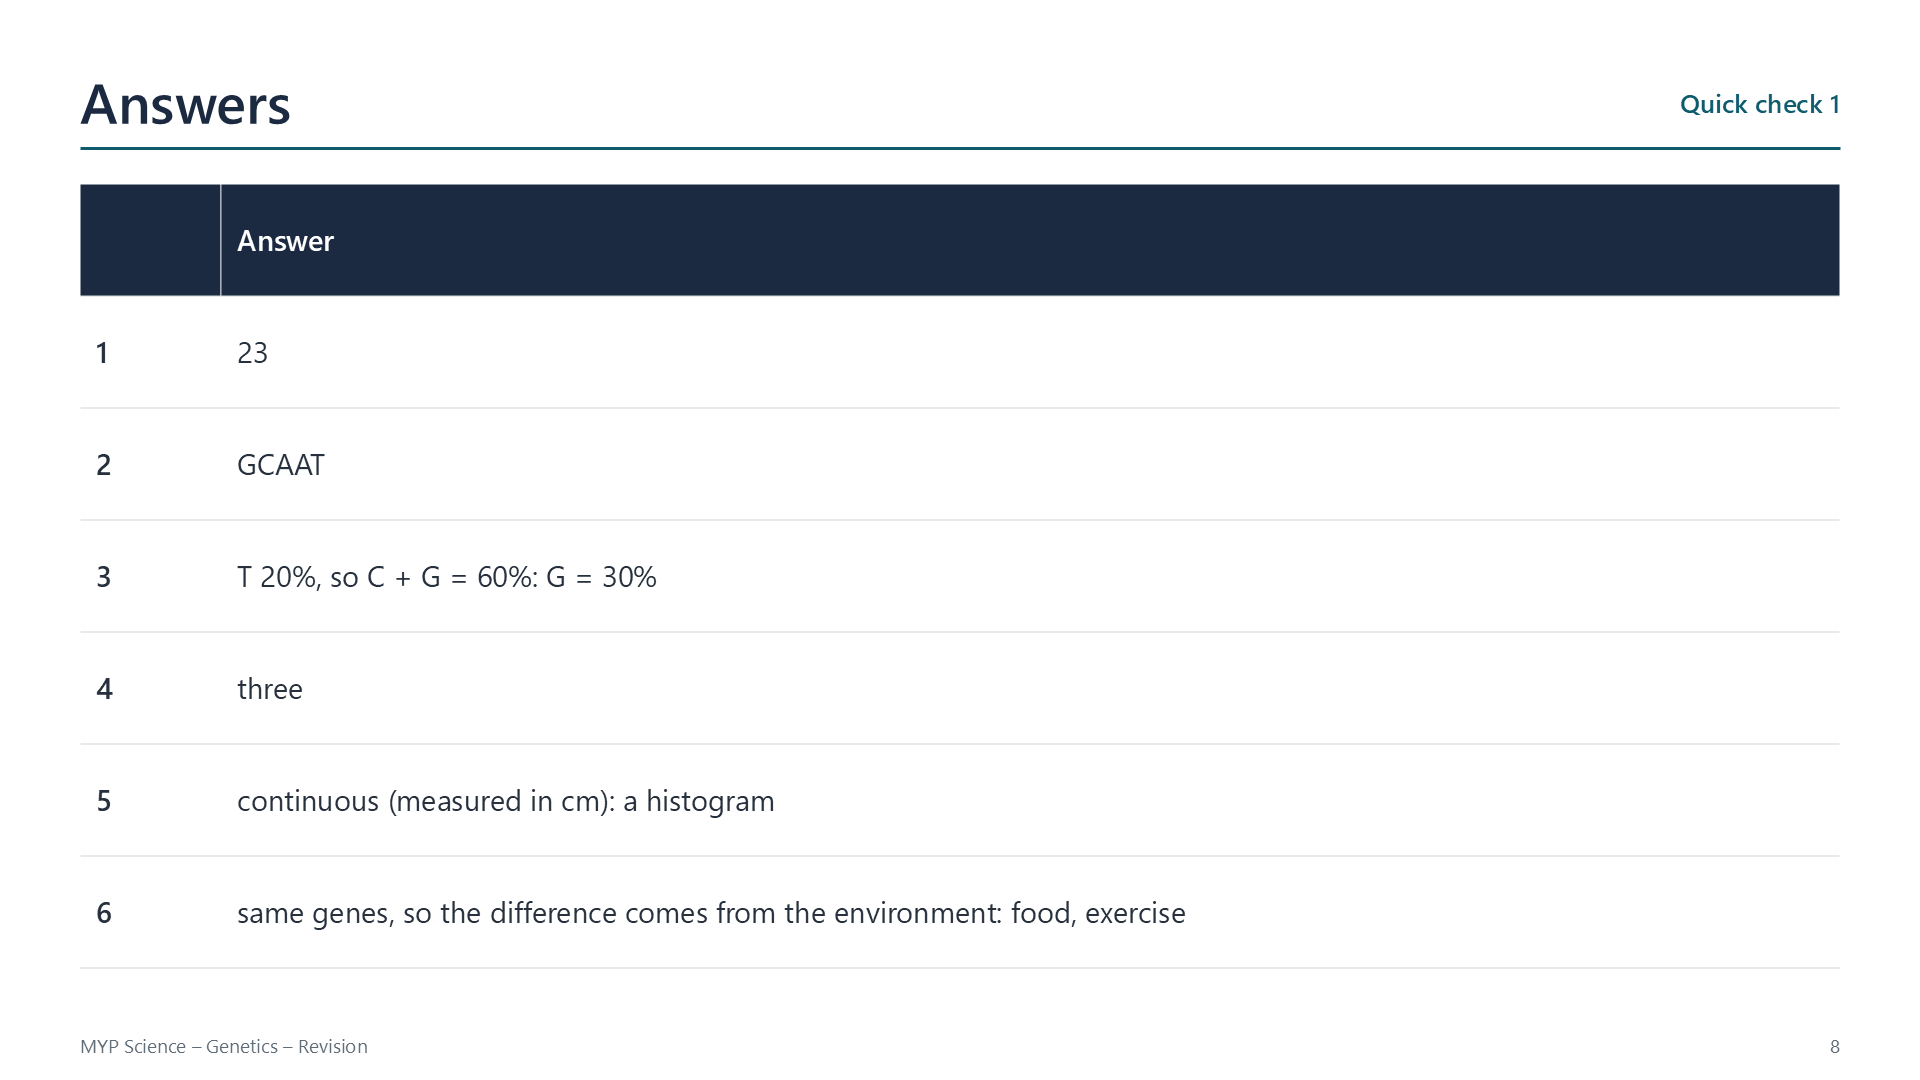 Answers
Quick check 1
Answer
1 23
2 GCAAT
3 T 20%, so C + G = 60%: G = 30%
4 three
5 continuous (measured in cm): a histogram
6 same genes, so the difference comes from the environment: food, exercise
MYP Science – Genetics – Revision
8